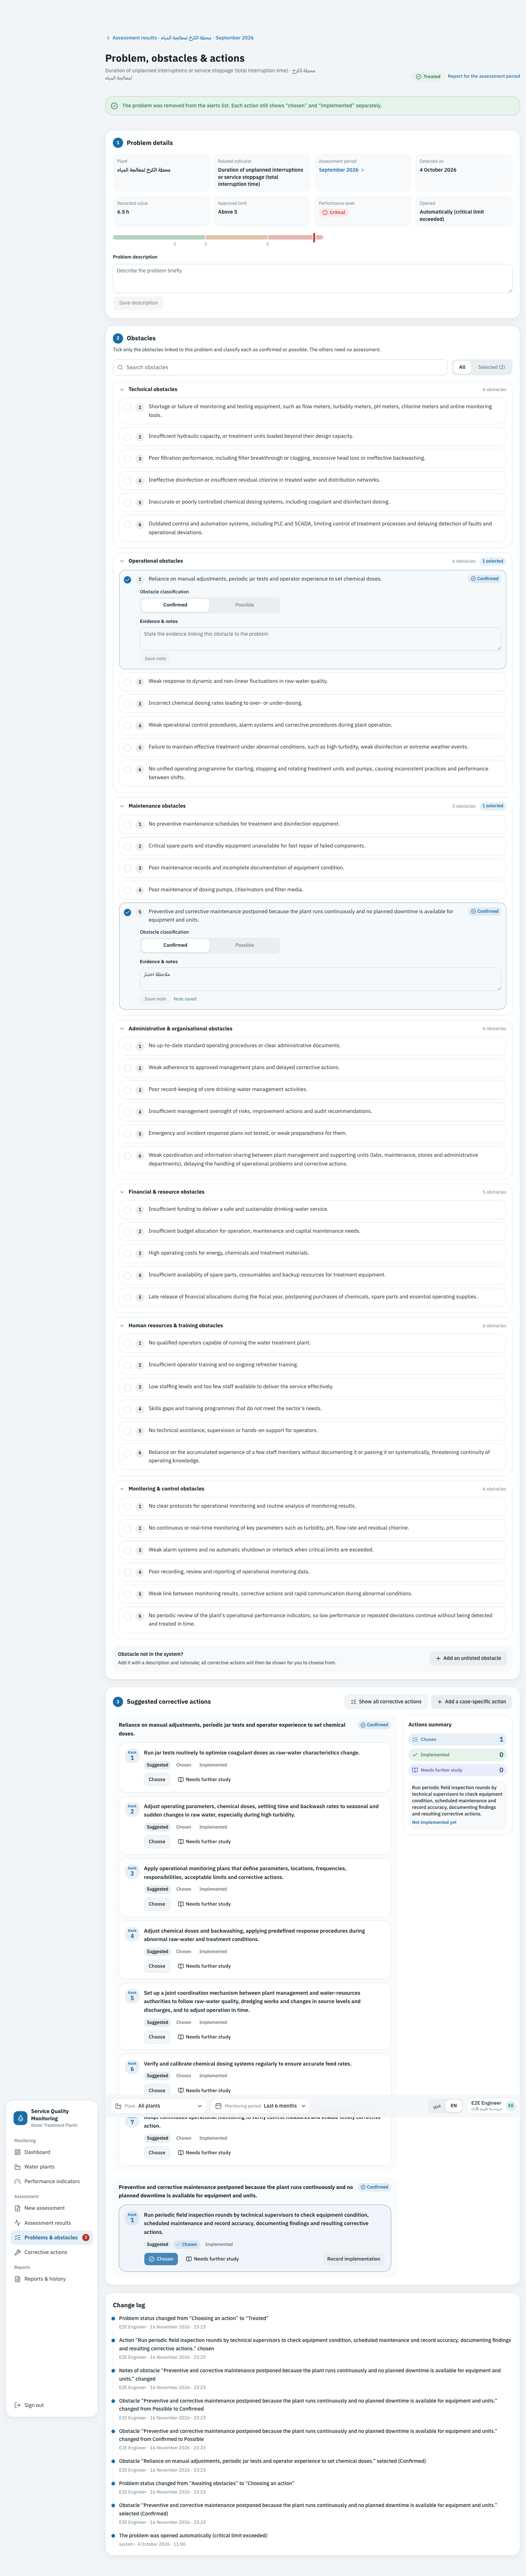 Assessment results · محطة الكرخ لمعالجة المياه · September 2026
Problem, obstacles & actions
Duration of unplanned interruptions or service stoppage (total interruption time) · محطة الكرخ
لمعالجة المياه
Treated
Report for the assessment period
The problem was removed from the alerts list. Each action still shows "chosen" and "implemented" separately.
1 Problem details
Plant
محطة الكرخ لمعالجة المياه
Related indicator
Duration of unplanned interruptions
or service stoppage (total
interruption time)
Assessment period
September 2026
Detected on
4 October 2026
Recorded value
6.5 h
Approved limit
Above 5
Performance level
Critical
Opened
Automatically (critical limit
exceeded)
Problem description
Describe the problem briefly
Save description
2 Obstacles
Tick only the obstacles linked to this problem and classify each as confirmed or possible. The others need no assessment.
Search obstacles
All
Selected (2)
Technical obstacles
6 obstacles
1 Shortage or failure of monitoring and testing equipment, such as flow meters, turbidity meters, pH meters, chlorine meters and online monitoring
tools.
2 Insufficient hydraulic capacity, or treatment units loaded beyond their design capacity.
3 Poor filtration performance, including filter breakthrough or clogging, excessive head loss or ineffective backwashing.
4 Ineffective disinfection or insufficient residual chlorine in treated water and distribution networks.
5 Inaccurate or poorly controlled chemical dosing systems, including coagulant and disinfectant dosing.
6 Outdated control and automation systems, including PLC and SCADA, limiting control of treatment processes and delaying detection of faults and
operational deviations.
Operational obstacles
6 obstacles
1 selected
1 Reliance on manual adjustments, periodic jar tests and operator experience to set chemical doses.
Confirmed
Obstacle classification
Confirmed
Possible
Evidence & notes
State the evidence linking this obstacle to the problem
Save note
2 Weak response to dynamic and non-linear fluctuations in raw-water quality.
3 Incorrect chemical dosing rates leading to over- or under-dosing.
4 Weak operational control procedures, alarm systems and corrective procedures during plant operation.
5 Failure to maintain effective treatment under abnormal conditions, such as high turbidity, weak disinfection or extreme weather events.
6 No unified operating programme for starting, stopping and rotating treatment units and pumps, causing inconsistent practices and performance
between shifts.
Maintenance obstacles
5 obstacles
1 selected
1 No preventive maintenance schedules for treatment and disinfection equipment.
2 Critical spare parts and standby equipment unavailable for fast repair of failed components.
3 Poor maintenance records and incomplete documentation of equipment condition.
4 Poor maintenance of dosing pumps, chlorinators and filter media.
5 Preventive and corrective maintenance postponed because the plant runs continuously and no planned downtime is available for
equipment and units.
Confirmed
Obstacle classification
Confirmed
Possible
Evidence & notes
ملاحظة اختبار
Save note
Note saved
Administrative & organisational obstacles
6 obstacles
1 No up-to-date standard operating procedures or clear administrative documents.
2 Weak adherence to approved management plans and delayed corrective actions.
3 Poor record-keeping of core drinking-water management activities.
4 Insufficient management oversight of risks, improvement actions and audit recommendations.
5 Emergency and incident response plans not tested, or weak preparedness for them.
6 Weak coordination and information sharing between plant management and supporting units (labs, maintenance, stores and administrative
departments), delaying the handling of operational problems and corrective actions.
Financial & resource obstacles
5 obstacles
1 Insufficient funding to deliver a safe and sustainable drinking-water service.
2 Insufficient budget allocation for operation, maintenance and capital maintenance needs.
3 High operating costs for energy, chemicals and treatment materials.
4 Insufficient availability of spare parts, consumables and backup resources for treatment equipment.
5 Late release of financial allocations during the fiscal year, postponing purchases of chemicals, spare parts and essential operating supplies.
Human resources & training obstacles
6 obstacles
1 No qualified operators capable of running the water treatment plant.
2 Insufficient operator training and no ongoing refresher training.
3 Low staffing levels and too few staff available to deliver the service effectively.
4 Skills gaps and training programmes that do not meet the sector's needs.
5 No technical assistance, supervision or hands-on support for operators.
6 Reliance on the accumulated experience of a few staff members without documenting it or passing it on systematically, threatening continuity of
operating knowledge.
Monitoring & control obstacles
6 obstacles
1 No clear protocols for operational monitoring and routine analysis of monitoring results.
2 No continuous or real-time monitoring of key parameters such as turbidity, pH, flow rate and residual chlorine.
3 Weak alarm systems and no automatic shutdown or interlock when critical limits are exceeded.
4 Poor recording, review and reporting of operational monitoring data.
5 Weak link between monitoring results, corrective actions and rapid communication during abnormal conditions.
6 No periodic review of the plant's operational performance indicators, so low performance or repeated deviations continue without being detected
and treated in time.
Obstacle not in the system?
Add it with a description and rationale; all corrective actions will then be shown for you to choose from.
Add an unlisted obstacle
3 Suggested corrective actions
Show all corrective actions
Add a case-specific action
Reliance on manual adjustments, periodic jar tests and operator experience to set chemical
doses.
Confirmed
Rank 1
Run jar tests routinely to optimise coagulant doses as raw-water characteristics change.
Suggested Chosen Implemented
Choose
Needs further study
Rank 2
Adjust operating parameters, chemical doses, settling time and backwash rates to seasonal and
sudden changes in raw water, especially during high turbidity.
Suggested Chosen Implemented
Choose
Needs further study
Rank 3
Apply operational monitoring plans that define parameters, locations, frequencies,
responsibilities, acceptable limits and corrective actions.
Suggested Chosen Implemented
Choose
Needs further study
Rank 4
Adjust chemical doses and backwashing, applying predefined response procedures during
abnormal raw-water and treatment conditions.
Suggested Chosen Implemented
Choose
Needs further study
Rank 5
Set up a joint coordination mechanism between plant management and water-resources
authorities to follow raw-water quality, dredging works and changes in source levels and
discharges, and to adjust operation in time.
Suggested Chosen Implemented
Choose
Needs further study
Rank 6
Verify and calibrate chemical dosing systems regularly to ensure accurate feed rates.
Suggested Chosen Implemented
Choose
Needs further study
7
action.
Suggested Chosen Implemented
Choose
Needs further study
Preventive and corrective maintenance postponed because the plant runs continuously and no
planned downtime is available for equipment and units.
Confirmed
Rank 1
Run periodic field inspection rounds by technical supervisors to check equipment condition,
scheduled maintenance and record accuracy, documenting findings and resulting corrective
actions.
Suggested Chosen Implemented
Chosen
Needs further study
Record implementation
Actions summary
Chosen 1
Implemented 0
Needs further study 0
Run periodic field inspection rounds
by technical supervisors to check
equipment condition, scheduled
maintenance and record accuracy,
documenting findings and resulting
corrective actions.
Not implemented yet
Plant All plants
Monitoring period Last 6 months
عربي
EN
E2E Engineer
EE
Service Quality
Monitoring
Water Treatment Plants
Monitoring
Dashboard
Water plants
Performance indicators
Assessment
New assessment
Assessment results
Problems & obstacles 2
Corrective actions
Reports
Reports & history
Sign out
Change log
Problem status changed from "Choosing an action" to "Treated"
E2E Engineer · 16 November 2026 · 23:23
Action "Run periodic field inspection rounds by technical supervisors to check equipment condition, scheduled maintenance and record accuracy, documenting findings
and resulting corrective actions." chosen
E2E Engineer · 16 November 2026 · 23:23
Notes of obstacle "Preventive and corrective maintenance postponed because the plant runs continuously and no planned downtime is available for equipment and
units." changed
E2E Engineer · 16 November 2026 · 23:23
Obstacle "Preventive and corrective maintenance postponed because the plant runs continuously and no planned downtime is available for equipment and units."
changed from Possible to Confirmed
E2E Engineer · 16 November 2026 · 23:23
Obstacle "Preventive and corrective maintenance postponed because the plant runs continuously and no planned downtime is available for equipment and units."
changed from Confirmed to Possible
E2E Engineer · 16 November 2026 · 23:23
Obstacle "Reliance on manual adjustments, periodic jar tests and operator experience to set chemical doses." selected (Confirmed)
E2E Engineer · 16 November 2026 · 23:23
Problem status changed from "Awaiting obstacles" to "Choosing an action"
E2E Engineer · 16 November 2026 · 23:23
Obstacle "Preventive and corrective maintenance postponed because the plant runs continuously and no planned downtime is available for equipment and units."
selected (Confirmed)
E2E Engineer · 16 November 2026 · 23:23
The problem was opened automatically (critical limit exceeded)
system · 4 October 2026 · 11:00